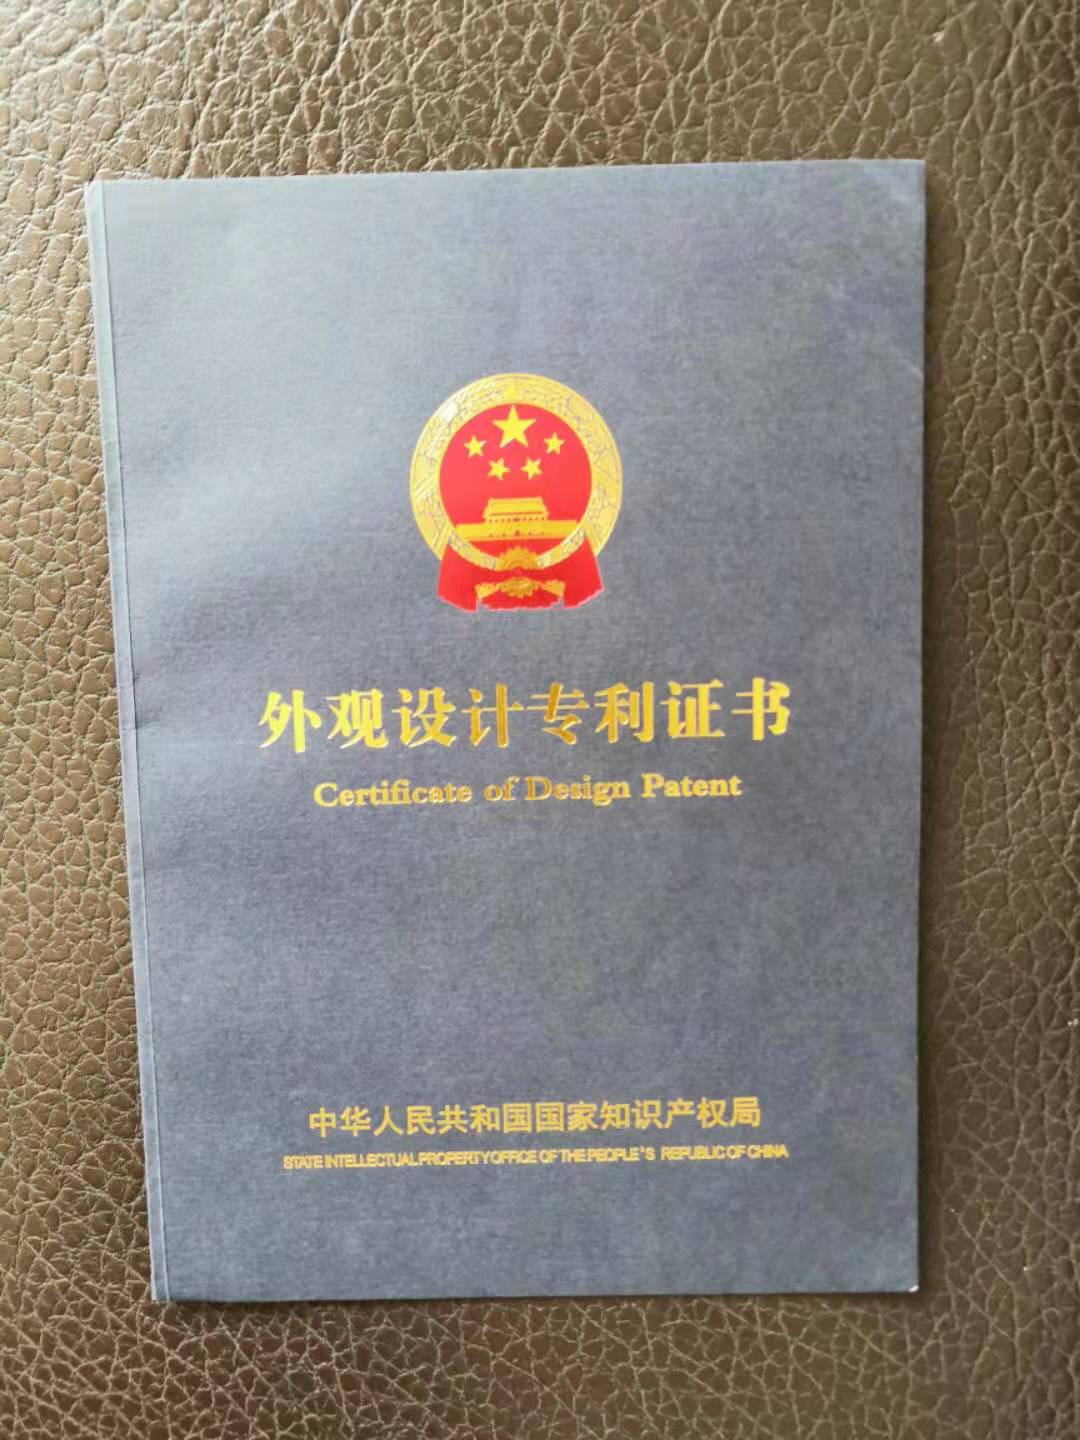 外观设计专利证书
Certificate of Design Patent
中华人民共和国国家知识产权局
STATE INTELLECTUAL PROPERTY OFFICE OF THE PEOPLE'S REPUBLIC OF CHINA